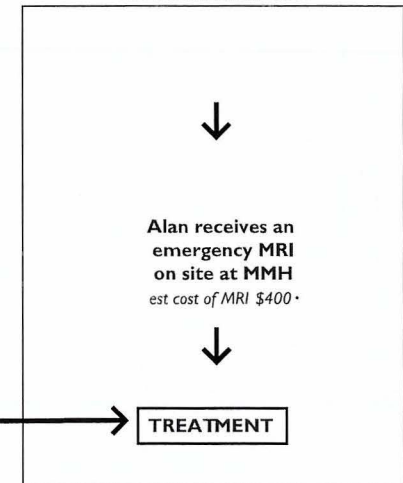 Alan receives an
emergency MRI
on site at MMH
est cost of MRI $400·
TREATMENT